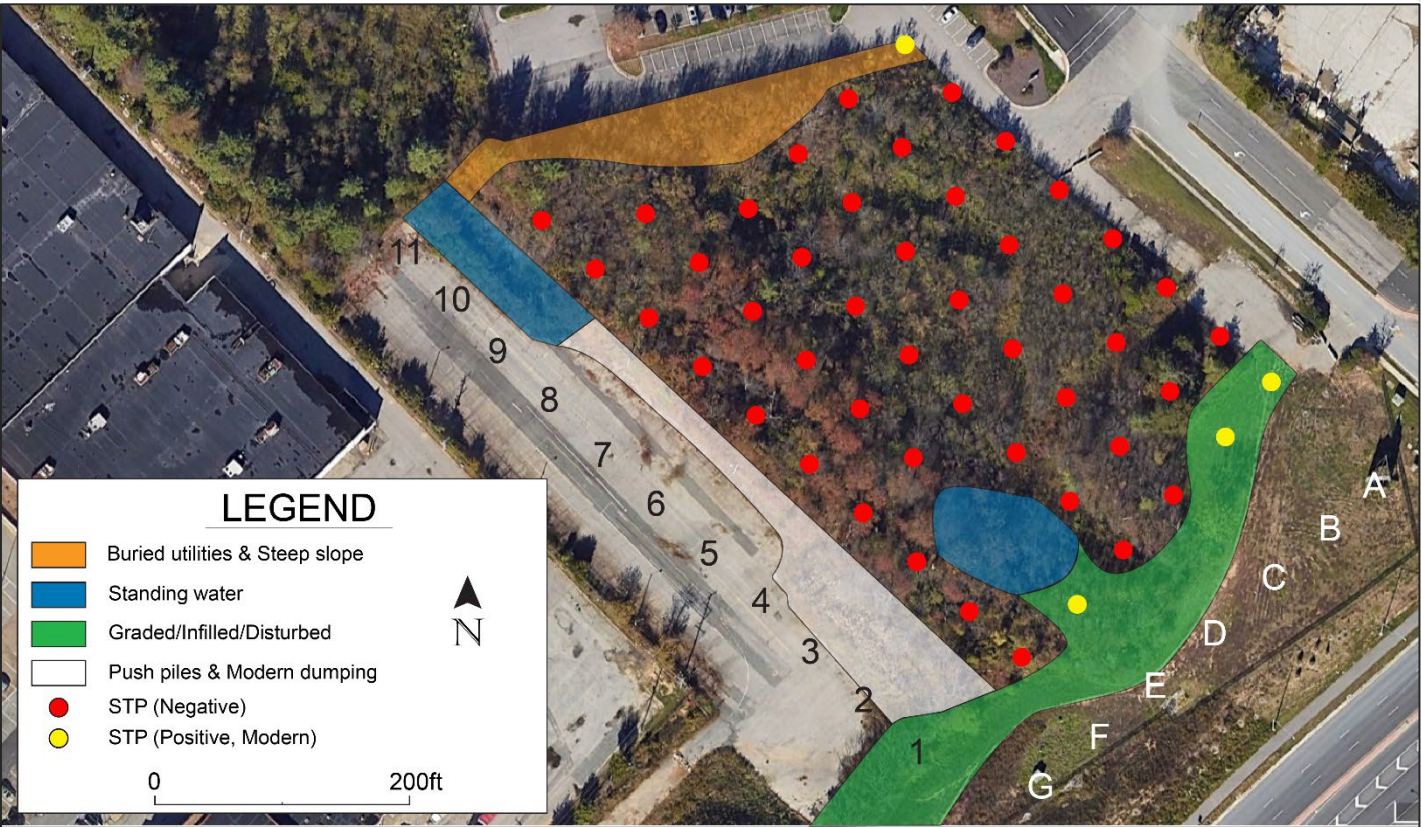 11
10
9
8
7
6
5
4
3
2
1
A
B
C
D
E
F
G
LEGEND
Buried utilities & Steep slope
Standing water
Graded/Infilled/Disturbed
Push piles & Modern dumping
STP (Negative)
STP (Positive, Modern)
N
0 200ft